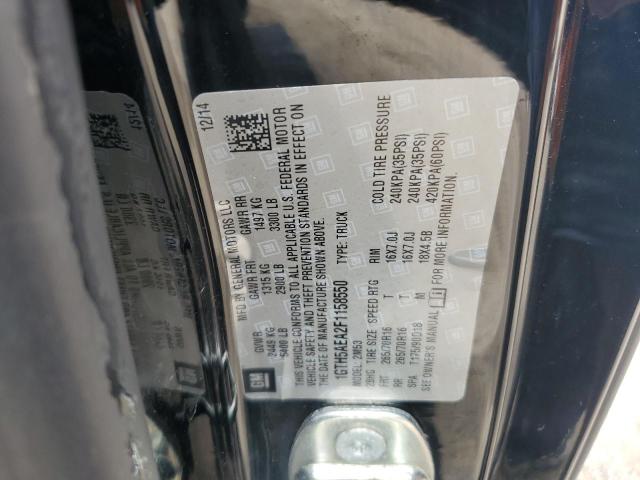 MFD BY GENERAL MOTORS LLC
12/14
GVWR GAWR FRT GAWR RR
2449 KG 1315 KG 1497 KG
5400 LB 2900 LB 3300 LB
THIS VEHICLE CONFORMS TO ALL APPLICABLE U.S. FEDERAL MOTOR
VEHICLE SAFETY AND THEFT PREVENTION STANDARDS IN EFFECT ON
THE DATE OF MANUFACTURE SHOWN ABOVE.
1GTH5AEA2F1158550 TYPE: TRUCK
MODEL: 2M53
TIRE SIZE SPEED RTG RIM COLD TIRE PRESSURE
FRT 265/70R16 T 16X7.0J 240KPA(35PSI)
RR 265/70R16 T 16X7.0J 240KPA(35PSI)
SPA T175/80D18 M 18X4.5B 420KPA(60PSI)
SEE OWNER'S MANUAL FOR MORE INFORMATION.
GM